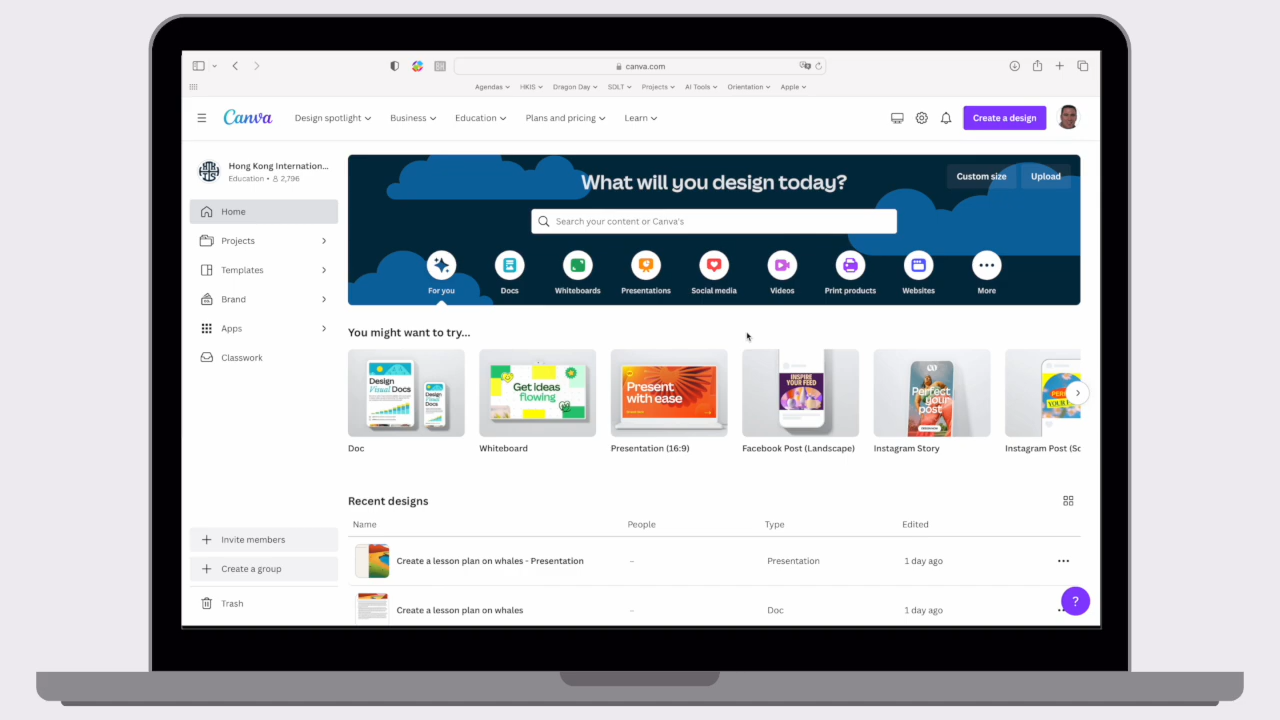 canva.com
Agendas HKIS Dragon Day SDLT Projects AI Tools Orientation Apple
Canva Design spotlight Business Education Plans and pricing Learn Create a design
Hong Kong Internation...
Education • 2,796
Home
Projects
Templates
Brand
Apps
Classwork
Invite members
Create a group
Trash
What will you design today?
Custom size Upload
Search your content or Canva's
For you Docs Whiteboards Presentations Social media Videos Print products Websites More
You might want to try...
Design
Visual Docs
Get ideas
flowing
Present
with ease
INSPIRE
YOUR FEED
Perfect
your
post
Doc Whiteboard Presentation (16:9) Facebook Post (Landscape) Instagram Story Instagram Post (Sc
Recent designs
Name People Type Edited
Create a lesson plan on whales - Presentation – Presentation 1 day ago
Create a lesson plan on whales – Doc 1 day ago
?